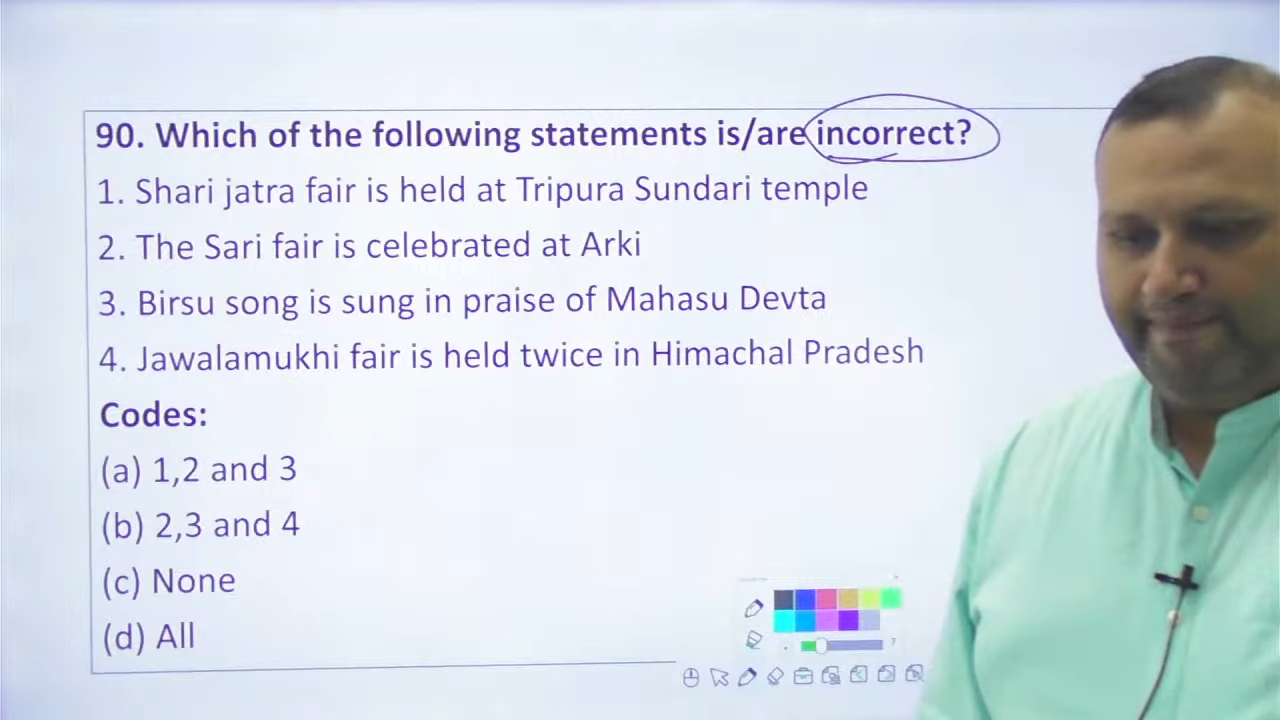 90. Which of the following statements is/are incorrect?
1. Shari jatra fair is held at Tripura Sundari temple
2. The Sari fair is celebrated at Arki
3. Birsu song is sung in praise of Mahasu Devta
4. Jawalamukhi fair is held twice in Himachal Pradesh
Codes:
(a) 1,2 and 3
(b) 2,3 and 4
(c) None
(d) All
7